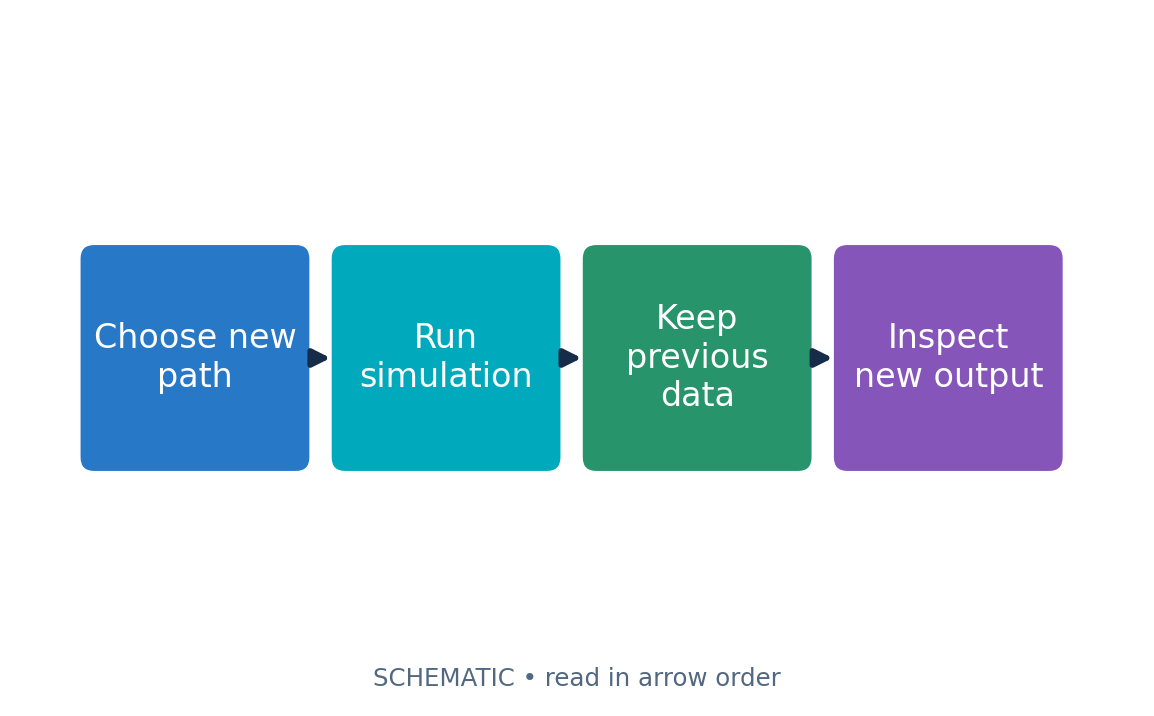 Choose new
path
Run
simulation
Keep
previous
data
Inspect
new output
SCHEMATIC • read in arrow order